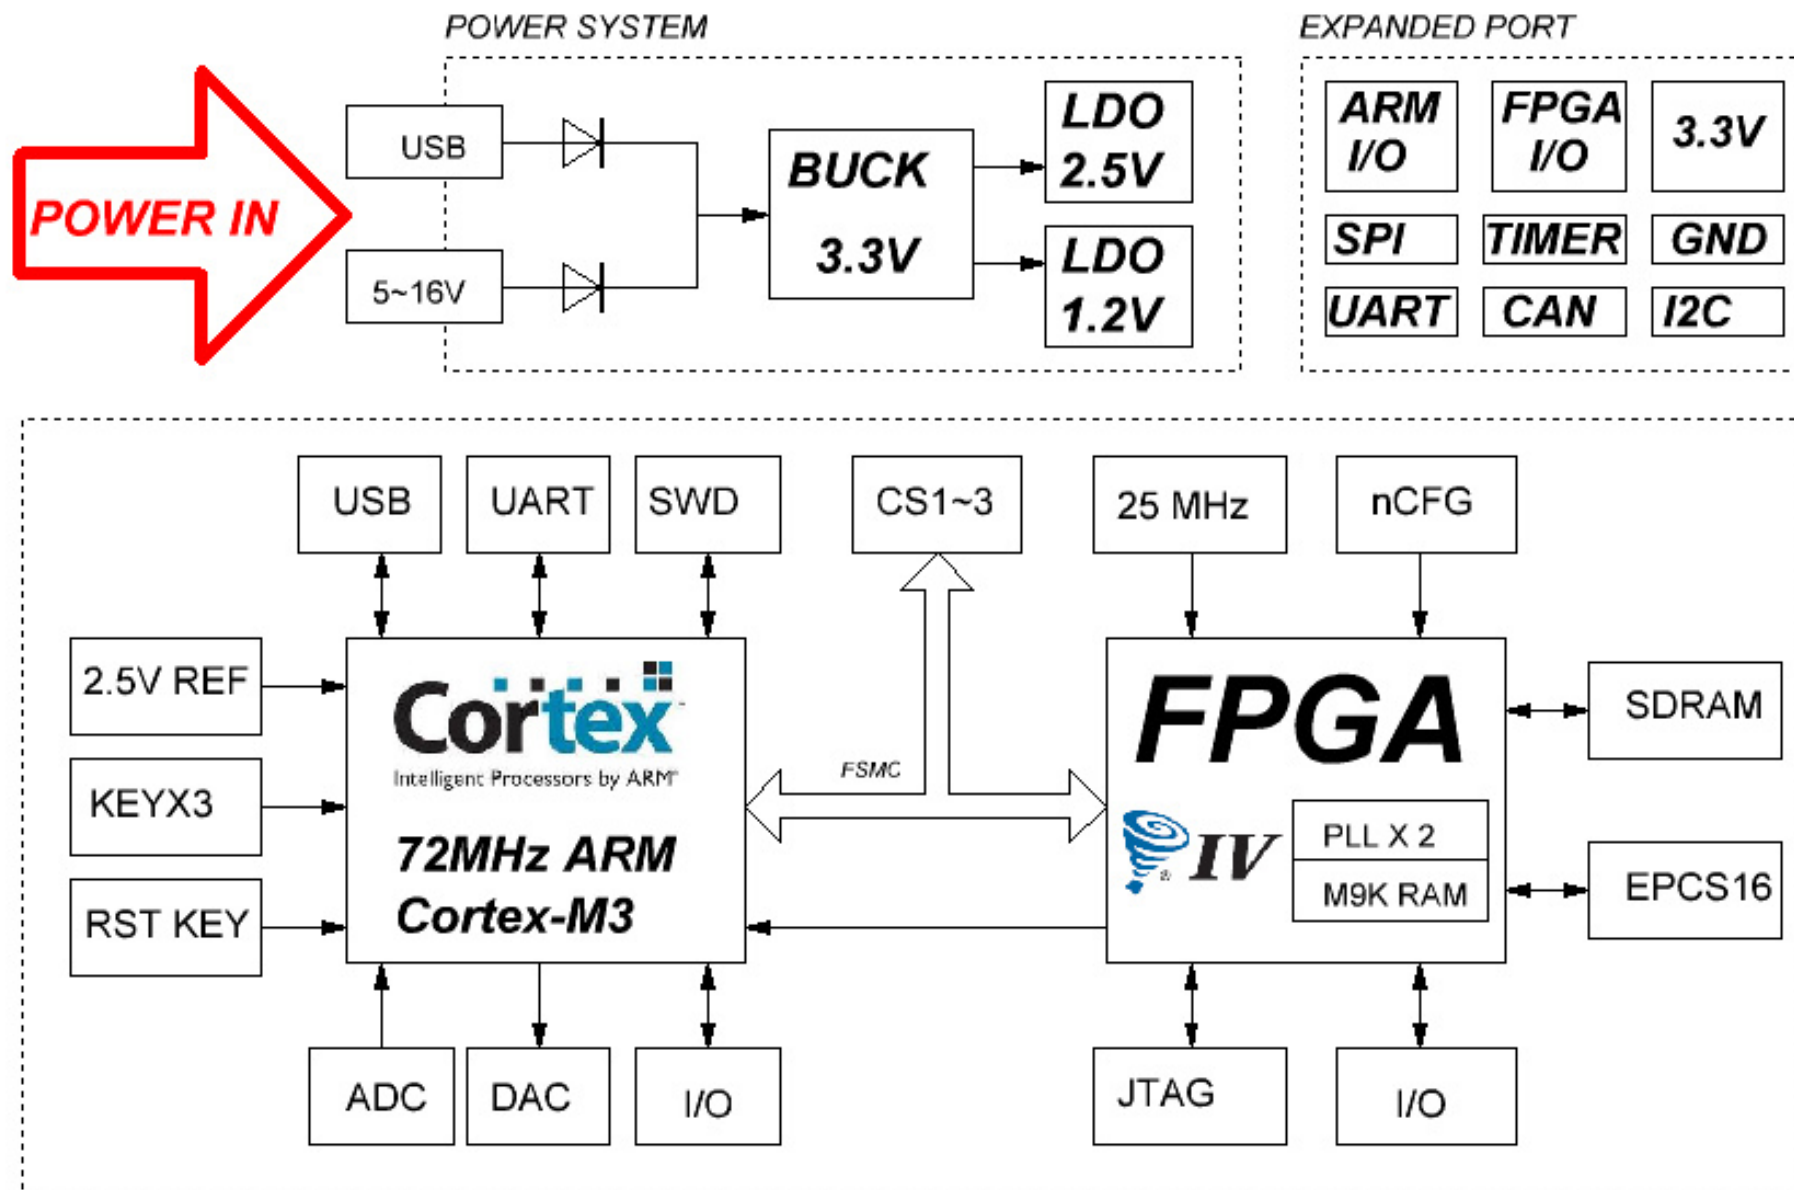 POWER SYSTEM
EXPANDED PORT
POWER IN
USB
5~16V
BUCK
3.3V
LDO
2.5V
LDO
1.2V
ARM
I/O
FPGA
I/O
3.3V
SPI
TIMER
GND
UART
CAN
I2C
USB
UART
SWD
CS1~3
25 MHz
nCFG
2.5V REF
KEYX3
RST KEY
Cortex
Intelligent Processors by ARM®
72MHz ARM
Cortex-M3
FSMC
FPGA
® IV
PLL X 2
M9K RAM
SDRAM
EPCS16
ADC
DAC
I/O
JTAG
I/O